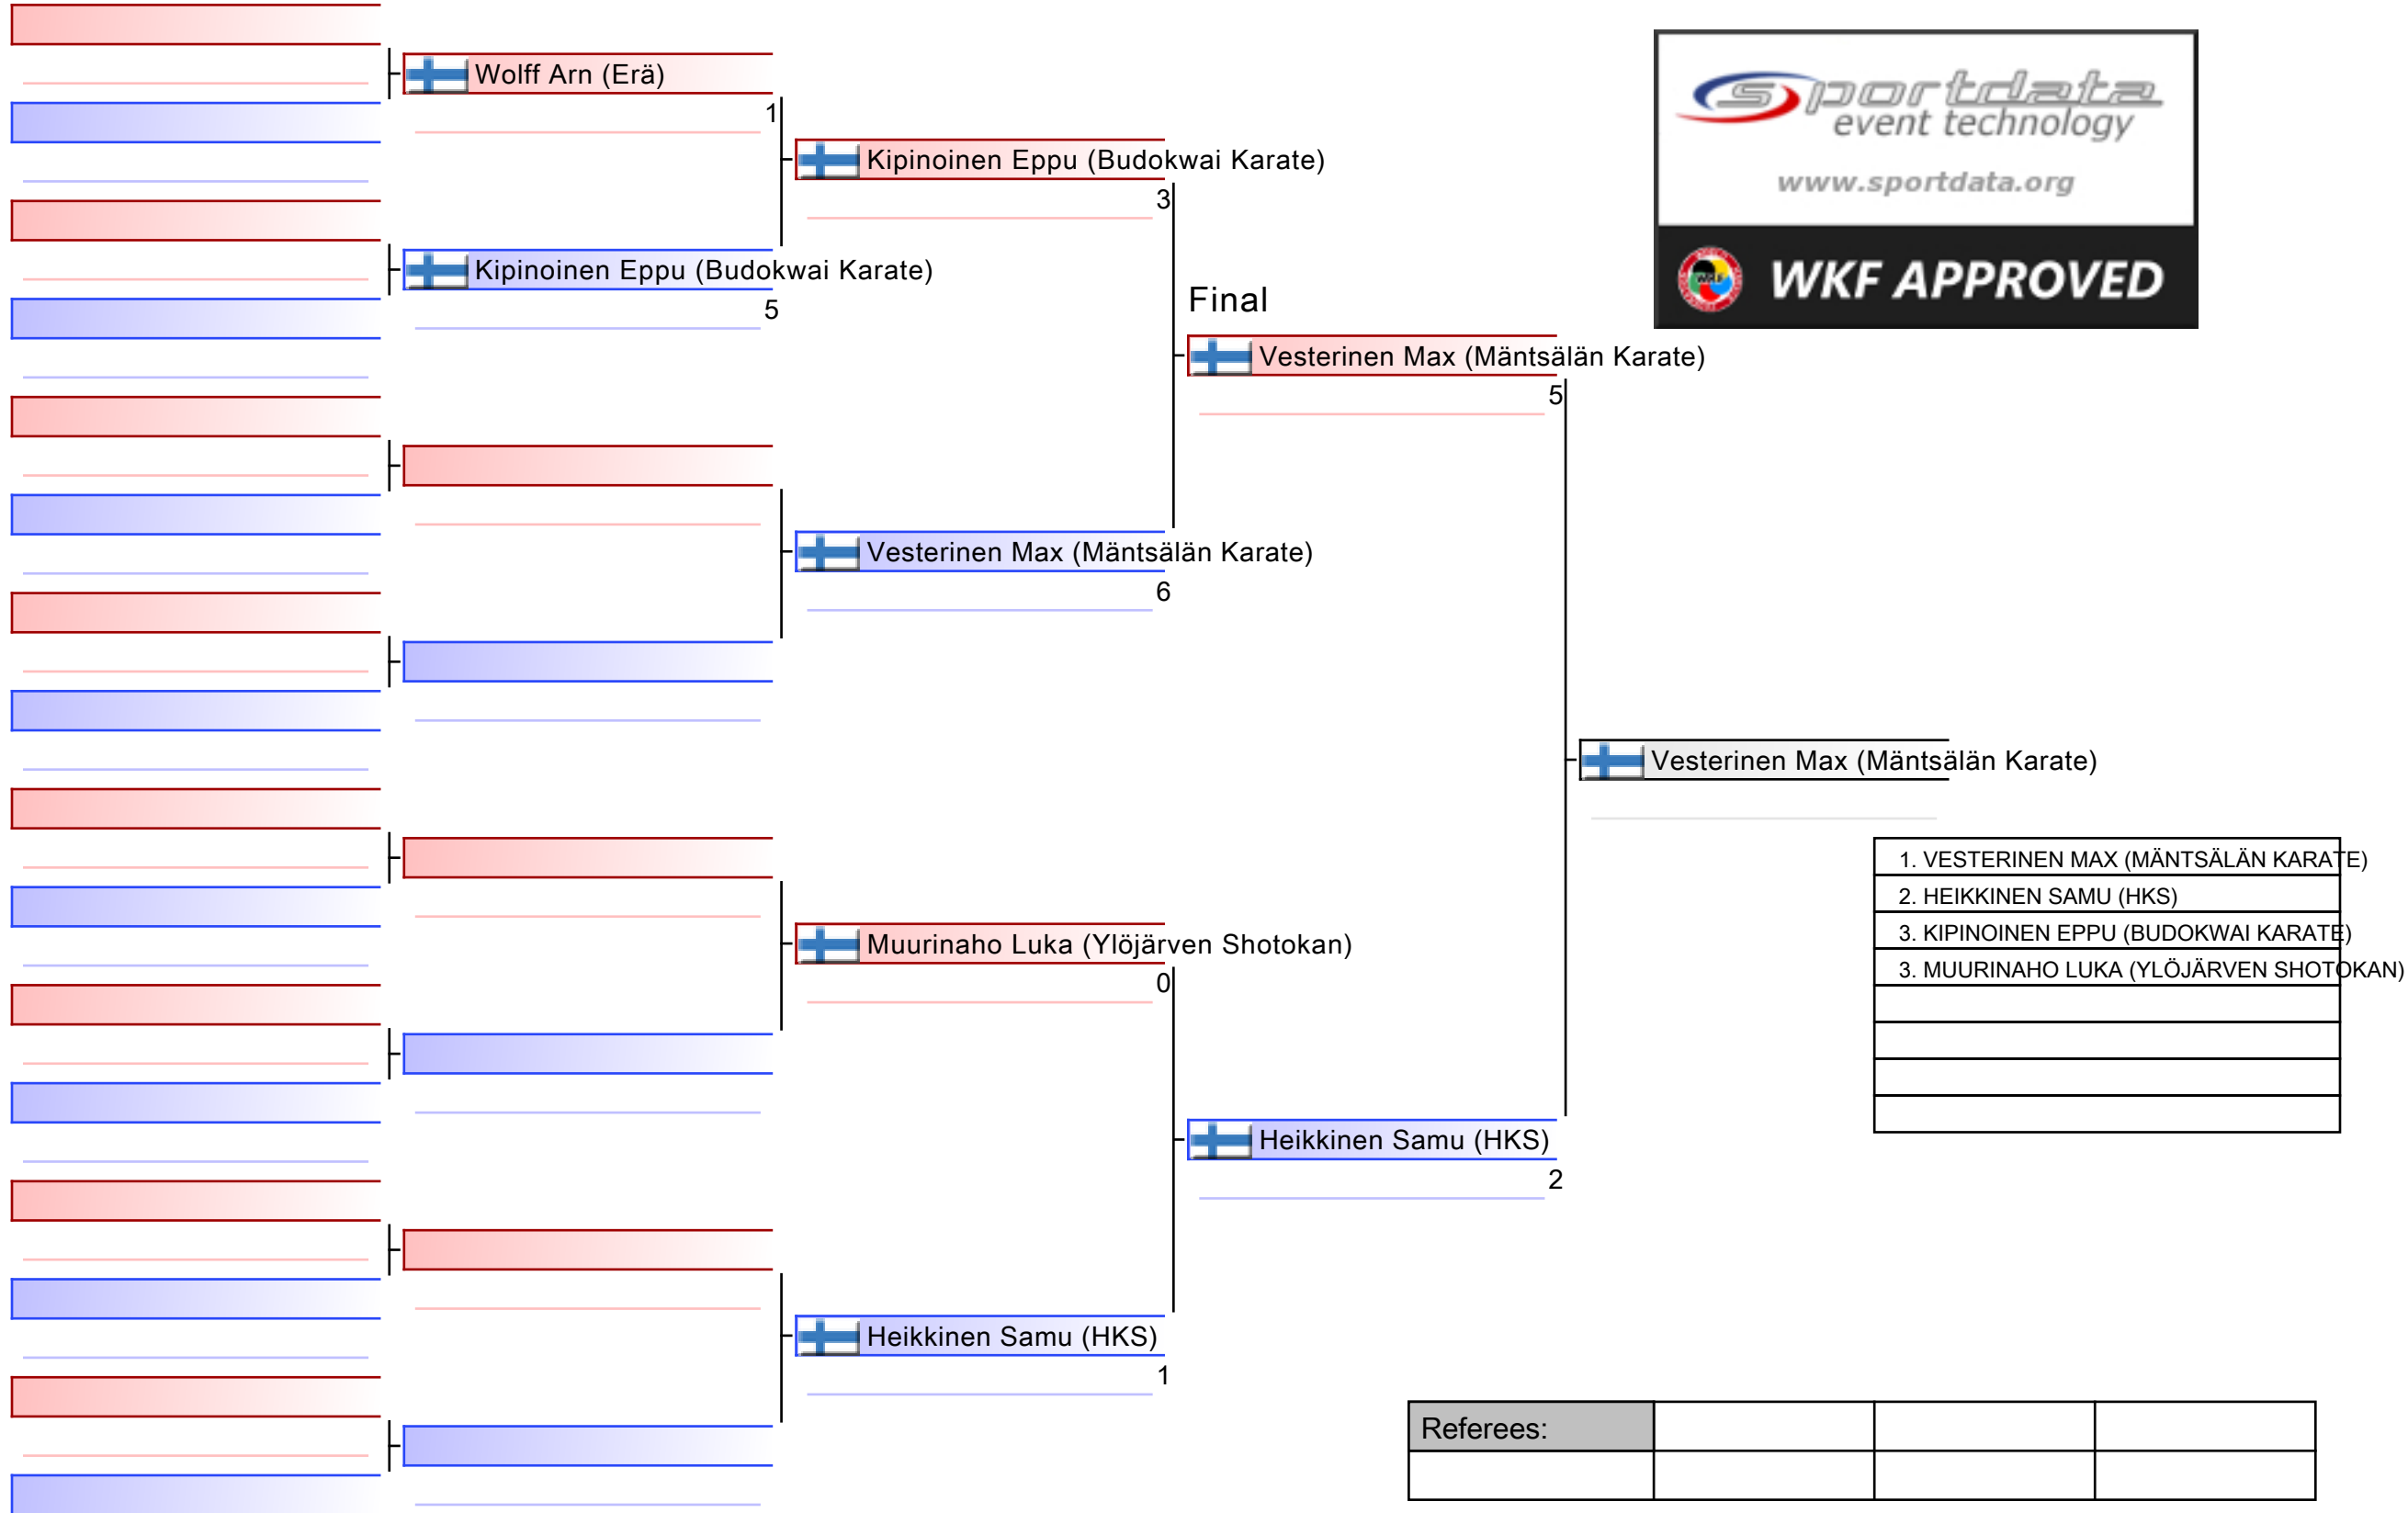 Wolff Arn (Erä)
1
Kipinoinen Eppu (Budokwai Karate)
3
Kipinoinen Eppu (Budokwai Karate)
5
Final
Vesterinen Max (Mäntsälän Karate)
5
Vesterinen Max (Mäntsälän Karate)
6
Vesterinen Max (Mäntsälän Karate)
Muurinaho Luka (Ylöjärven Shotokan)
0
Heikkinen Samu (HKS)
2
Heikkinen Samu (HKS)
1
sportdata
event technology
www.sportdata.org
WKF
WKF APPROVED
1. VESTERINEN MAX (MÄNTSÄLÄN KARATE)
2. HEIKKINEN SAMU (HKS)
3. KIPINOINEN EPPU (BUDOKWAI KARATE)
3. MUURINAHO LUKA (YLÖJÄRVEN SHOTOKAN)
Referees: